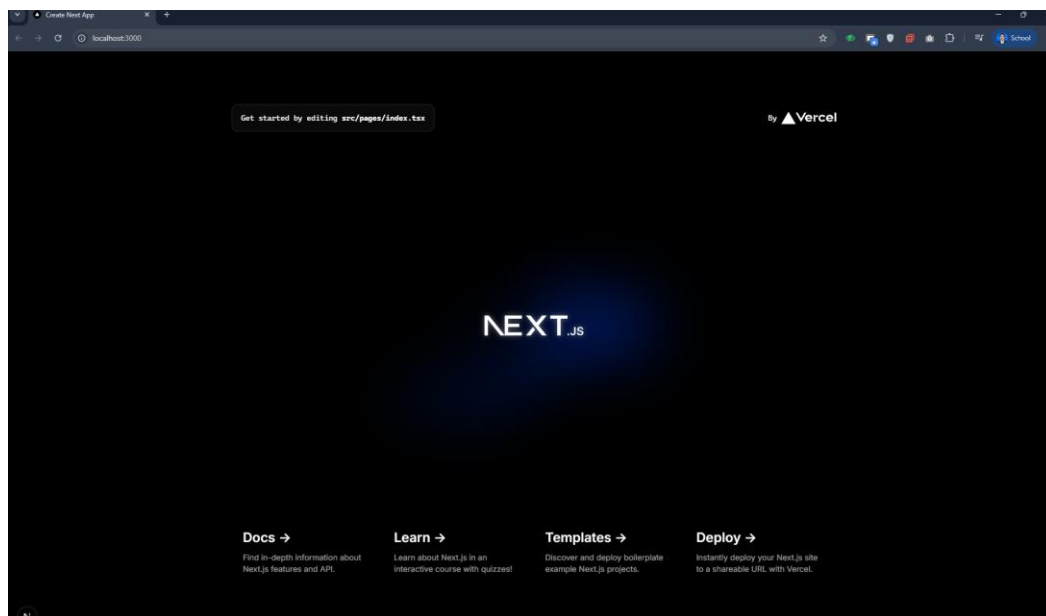 Create Next App
localhost:3000
School
Get started by editing src/pages/index.tsx
By Vercel
NEXT.JS
Docs →
Find in-depth information about
Next.js features and API.
Learn →
Learn about Next.js in an
interactive course with quizzes!
Templates →
Discover and deploy boilerplate
example Next.js projects.
Deploy →
Instantly deploy your Next.js site
to a shareable URL with Vercel.
N